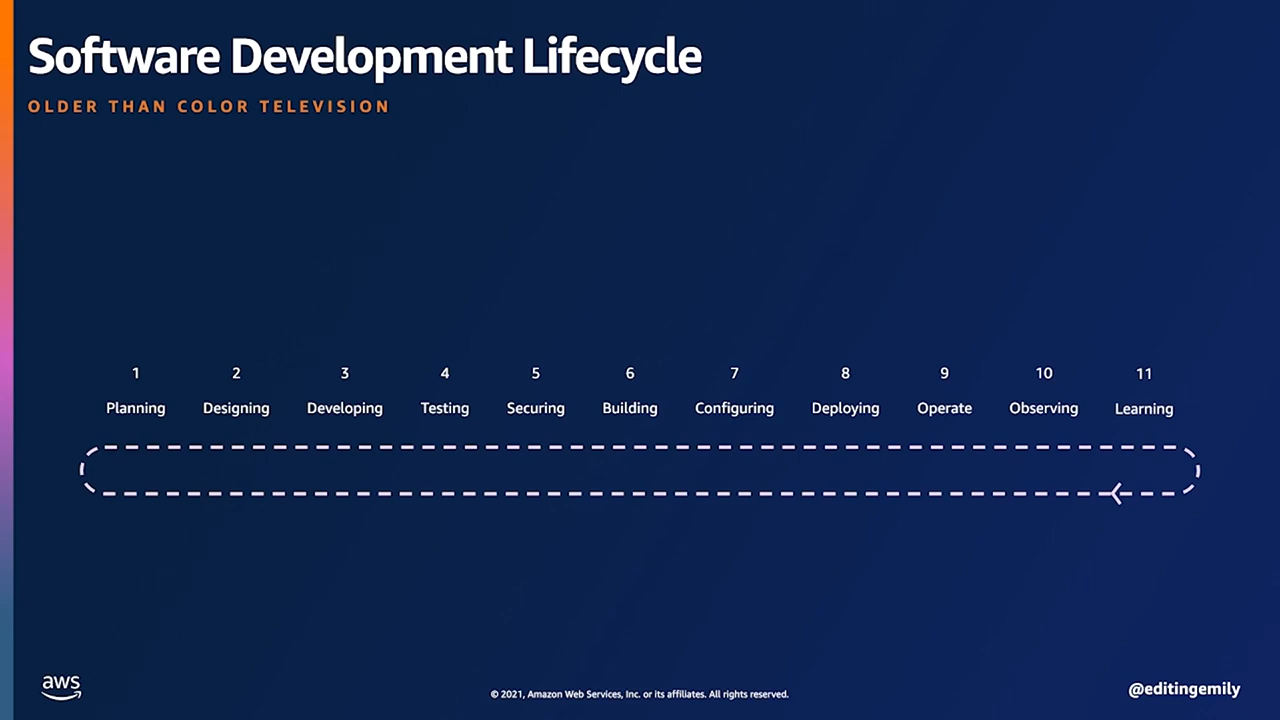 Software Development Lifecycle
OLDER THAN COLOR TELEVISION
1 2 3 4 5 6 7 8 9 10 11
Planning Designing Developing Testing Securing Building Configuring Deploying Operate Observing Learning
aws
© 2021, Amazon Web Services, Inc. or its affiliates. All rights reserved.
@editingemily